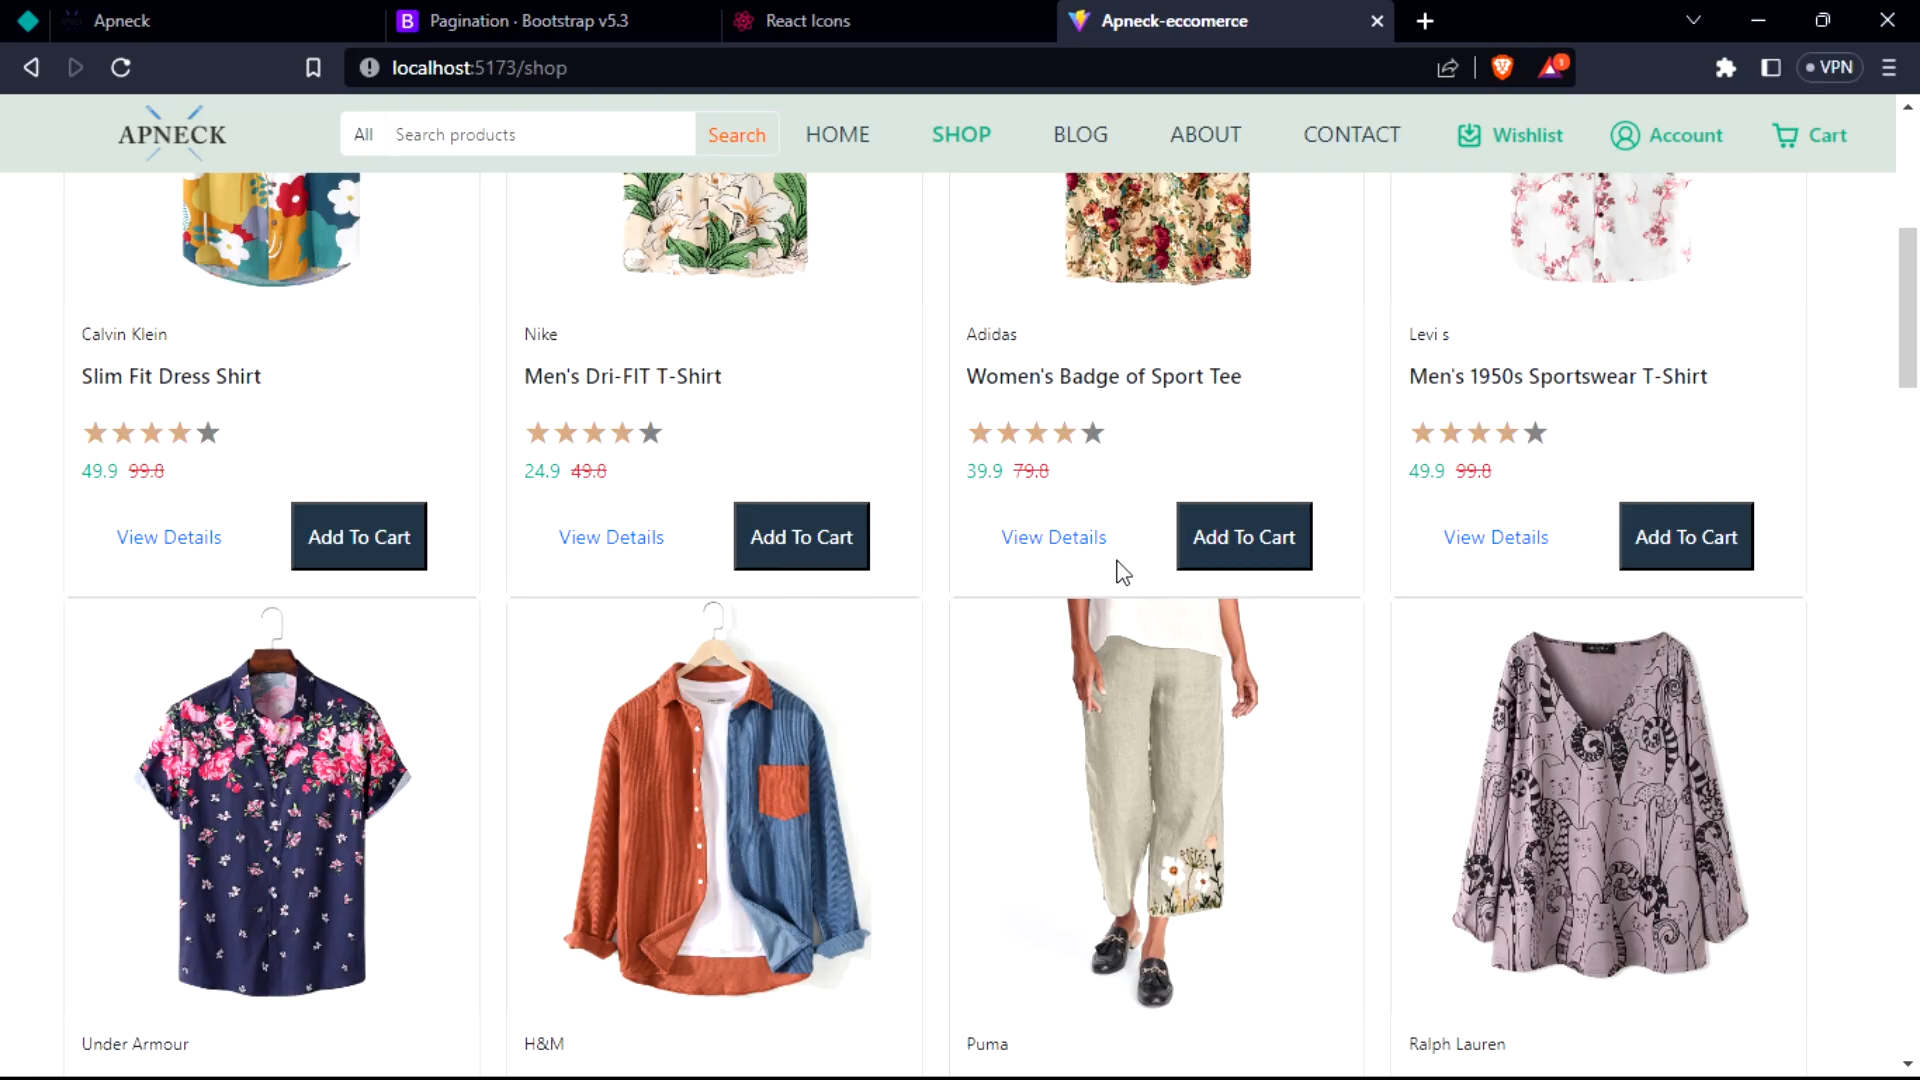 Apneck
Pagination · Bootstrap v5.3
React Icons
Apneck-eccomerce
localhost:5173/shop
1
VPN
APNECK
All
Search products
Search
HOME
SHOP
BLOG
ABOUT
CONTACT
Wishlist
Account
Cart
Calvin Klein
Nike
Adidas
Levi s
Slim Fit Dress Shirt
Men's Dri-FIT T-Shirt
Women's Badge of Sport Tee
Men's 1950s Sportswear T-Shirt
49.9 99.8
24.9 49.8
39.9 79.8
49.9 99.8
View Details
Add To Cart
View Details
Add To Cart
View Details
Add To Cart
View Details
Add To Cart
Under Armour
H&M
Puma
Ralph Lauren